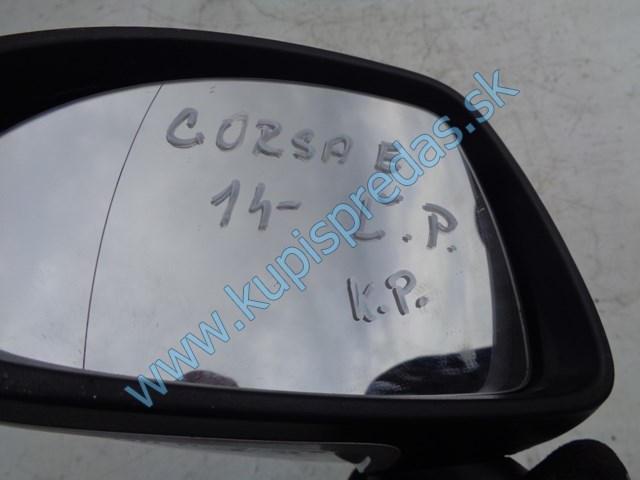 CORSA E
14- L.P.
K.P.
www.kupispredas.sk